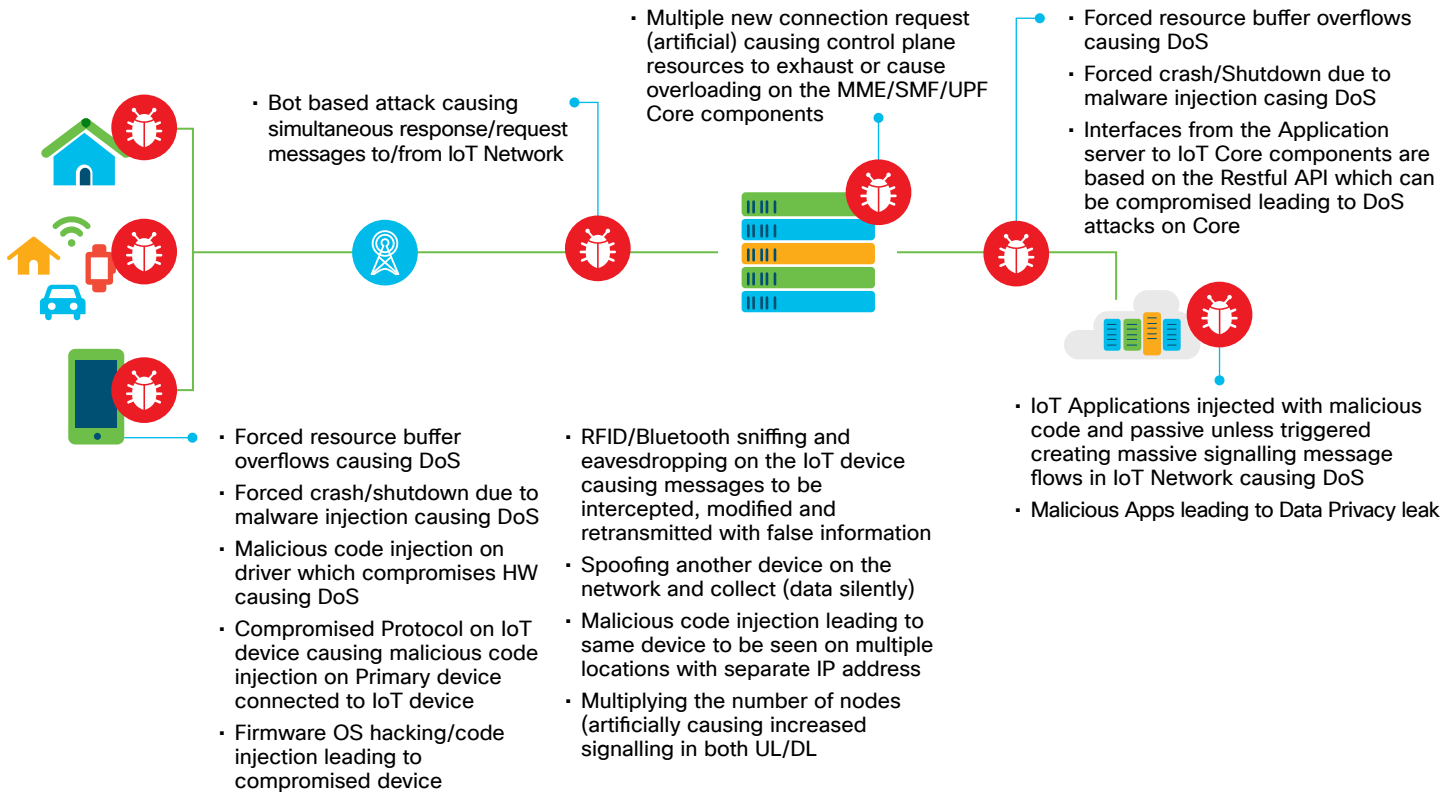 ▪ Bot based attack causing
simultaneous response/request
messages to/from IoT Network
▪ Multiple new connection request
(artificial) causing control plane
resources to exhaust or cause
overloading on the MME/SMF/UPF
Core components
▪ Forced resource buffer overflows
causing DoS
▪ Forced crash/Shutdown due to
malware injection casing DoS
▪ Interfaces from the Application
server to IoT Core components are
based on the Restful API which can
be compromised leading to DoS
attacks on Core
▪ Forced resource buffer
overflows causing DoS
▪ Forced crash/shutdown due to
malware injection causing DoS
▪ Malicious code injection on
driver which compromises HW
causing DoS
▪ Compromised Protocol on IoT
device causing malicious code
injection on Primary device
connected to IoT device
▪ Firmware OS hacking/code
injection leading to
compromised device
▪ RFID/Bluetooth sniffing and
eavesdropping on the IoT device
causing messages to be
intercepted, modified and
retransmitted with false information
▪ Spoofing another device on the
network and collect (data silently)
▪ Malicious code injection leading to
same device to be seen on multiple
locations with separate IP address
▪ Multiplying the number of nodes
(artificially causing increased
signalling in both UL/DL
▪ IoT Applications injected with malicious
code and passive unless triggered
creating massive signalling message
flows in IoT Network causing DoS
▪ Malicious Apps leading to Data Privacy leak